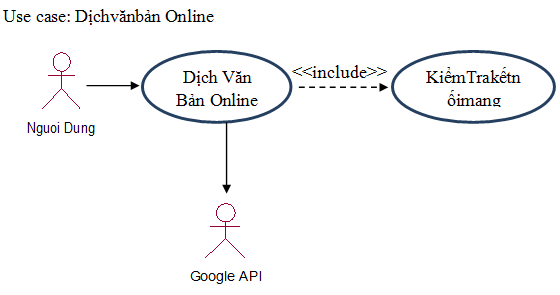 Use case: Dịchvănbản Online
Dịch Văn
Bản Online
<<include>>
KiểmTrakếtn
ốimang
Nguoi Dung
Google API